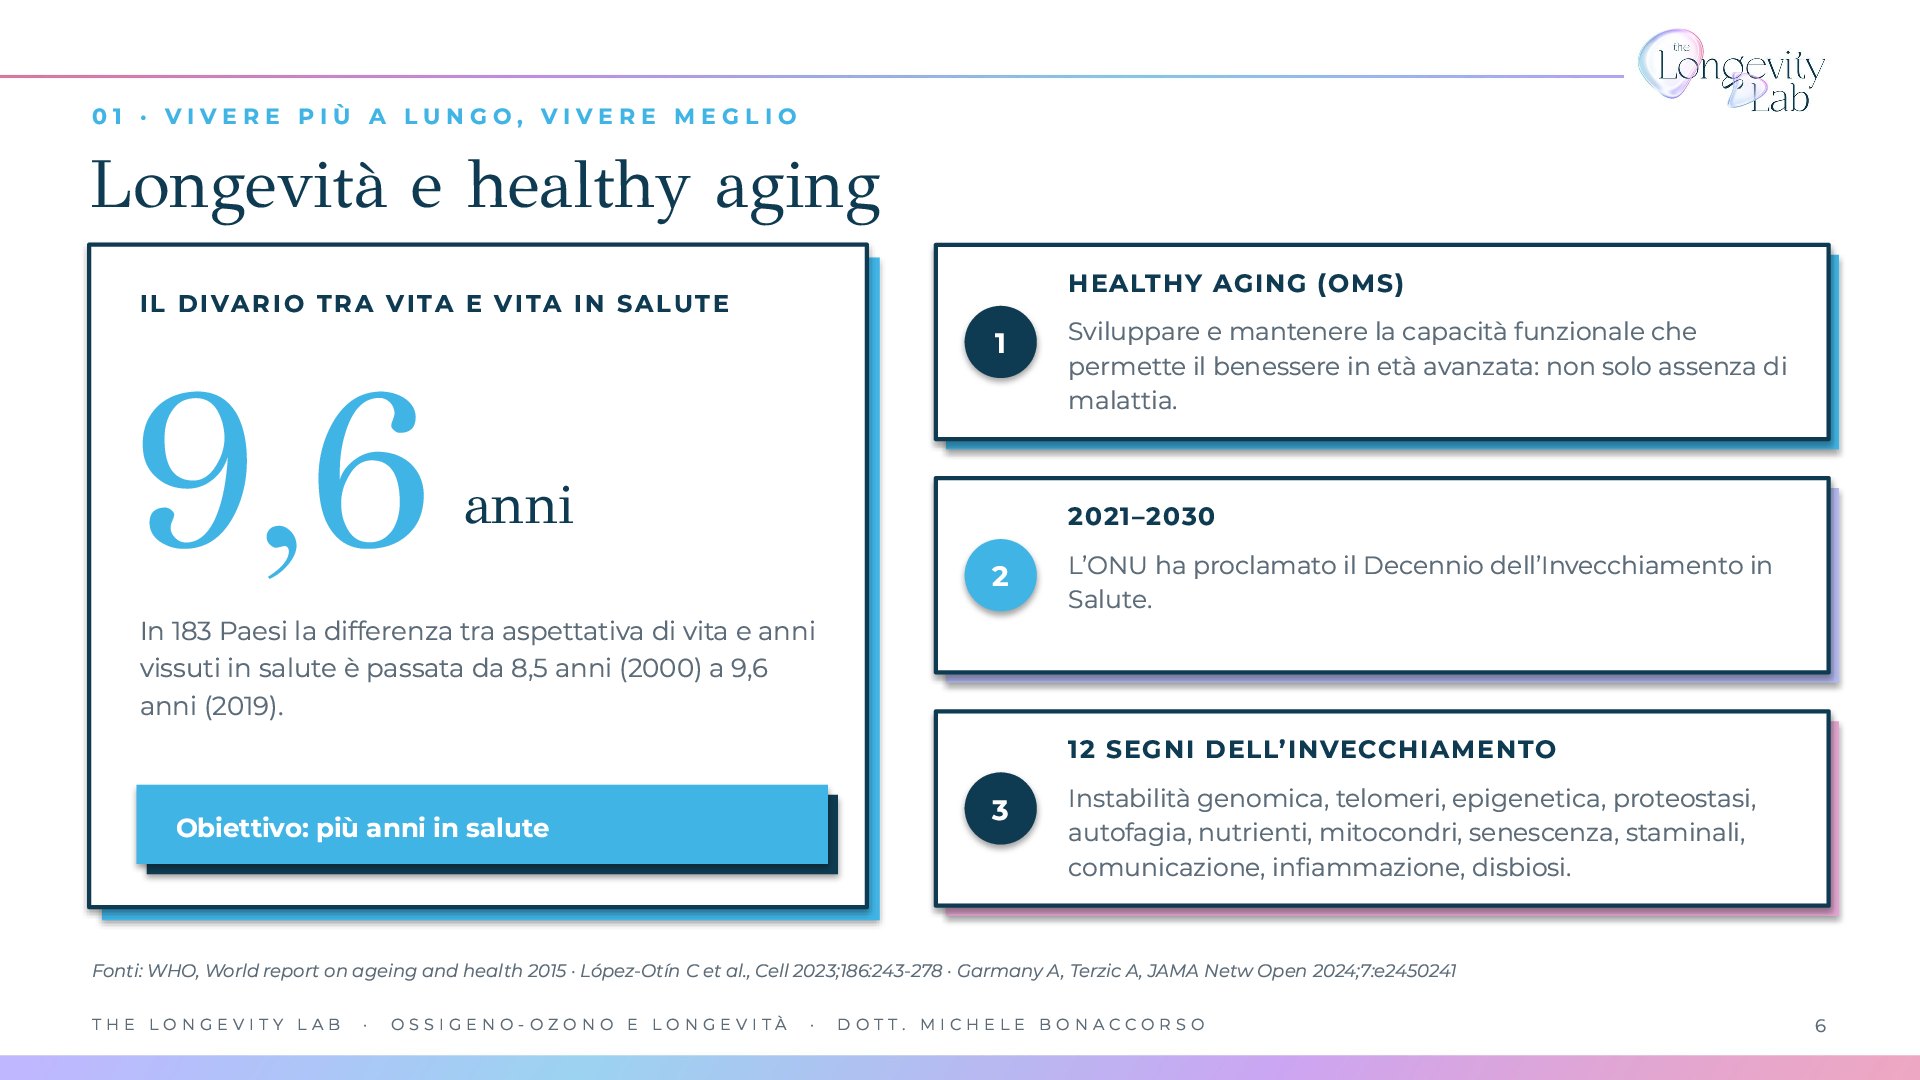 the
Longevity
Lab
01 · VIVERE PIÙ A LUNGO, VIVERE MEGLIO
Longevità e healthy aging
IL DIVARIO TRA VITA E VITA IN SALUTE
9,6 anni
In 183 Paesi la differenza tra aspettativa di vita e anni
vissuti in salute è passata da 8,5 anni (2000) a 9,6
anni (2019).
Obiettivo: più anni in salute
1
HEALTHY AGING (OMS)
Sviluppare e mantenere la capacità funzionale che
permette il benessere in età avanzata: non solo assenza di
malattia.
2
2021–2030
L’ONU ha proclamato il Decennio dell’Invecchiamento in
Salute.
3
12 SEGNI DELL’INVECCHIAMENTO
Instabilità genomica, telomeri, epigenetica, proteostasi,
autofagia, nutrienti, mitocondri, senescenza, staminali,
comunicazione, infiammazione, disbiosi.
Fonti: WHO, World report on ageing and health 2015 · López-Otín C et al., Cell 2023;186:243-278 · Garmany A, Terzic A, JAMA Netw Open 2024;7:e2450241
THE LONGEVITY LAB · OSSIGENO-OZONO E LONGEVITÀ · DOTT. MICHELE BONACCORSO
6